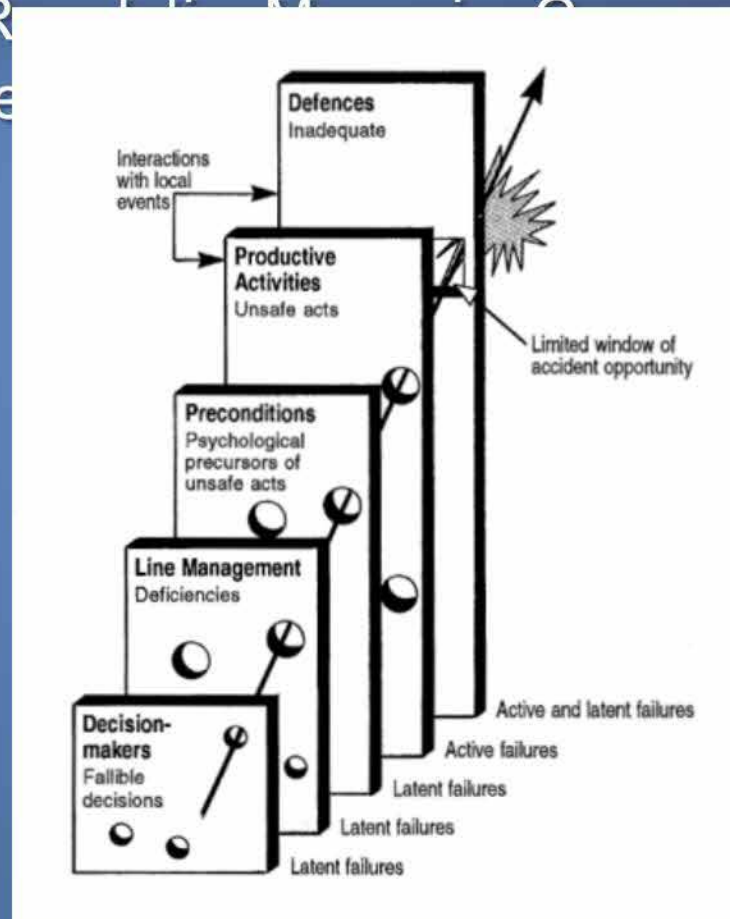 Defences
Inadequate
Interactions
with local
events
Productive
Activities
Unsafe acts
Limited window of
accident opportunity
Preconditions
Psychological
precursors of
unsafe acts
Line Management
Deficiencies
Decision-
makers
Fallible
decisions
Active and latent failures
Active failures
Latent failures
Latent failures
Latent failures